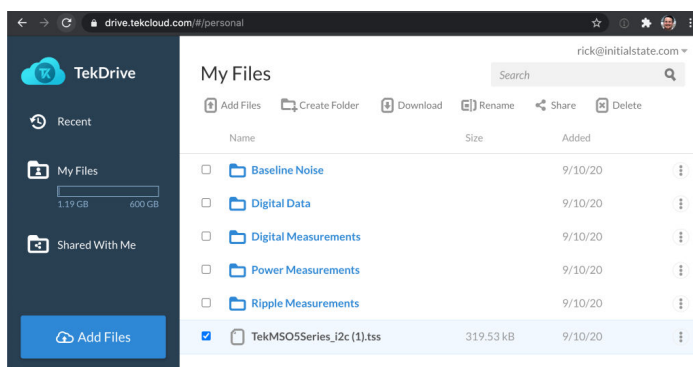 drive.tekcloud.com/#/personal
TK
TekDrive
Recent
My Files
1.19 GB 600 GB
Shared With Me
Add Files
rick@initialstate.com
My Files
Search
Add Files Create Folder Download Rename Share Delete
Name Size Added
Baseline Noise 9/10/20
Digital Data 9/10/20
Digital Measurements 9/10/20
Power Measurements 9/10/20
Ripple Measurements 9/10/20
TekMSO5Series_i2c (1).tss 319.53 kB 9/10/20